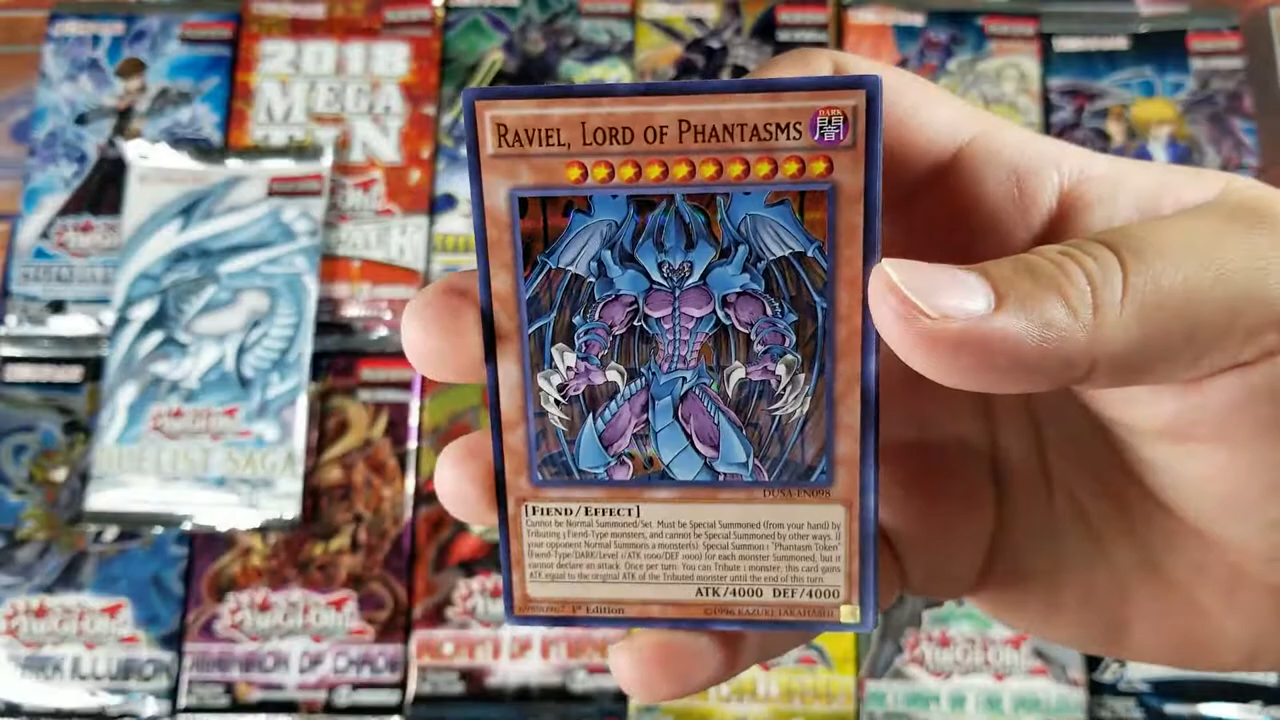 2018
MEGA
TIN
RAVIEL, LORD OF PHANTASMS
DARK
闇
DUSA-EN098
[FIEND/EFFECT]
Cannot be Normal Summoned/Set. Must be Special Summoned (from your hand) by
Tributing 3 Fiend-Type monsters, and cannot be Special Summoned by other ways. If
your opponent Normal Summons a monster(s): Special Summon 1 "Phantasm Token"
(Fiend-Type/DARK/Level 1/ATK 1000/DEF 1000) for each monster Summoned, but it
cannot declare an attack. Once per turn: You can Tribute 1 monster; this card gains
ATK equal to the original ATK of the Tributed monster until the end of this turn.
ATK/4000 DEF/4000
1st Edition
©1996 KAZUKI TAKAHASHI
YU-GI-OH!
DUELIST SAGA
YU-GI-OH!
DARK ILLUSION
YU-GI-OH!
DIMENSION OF CHAOS